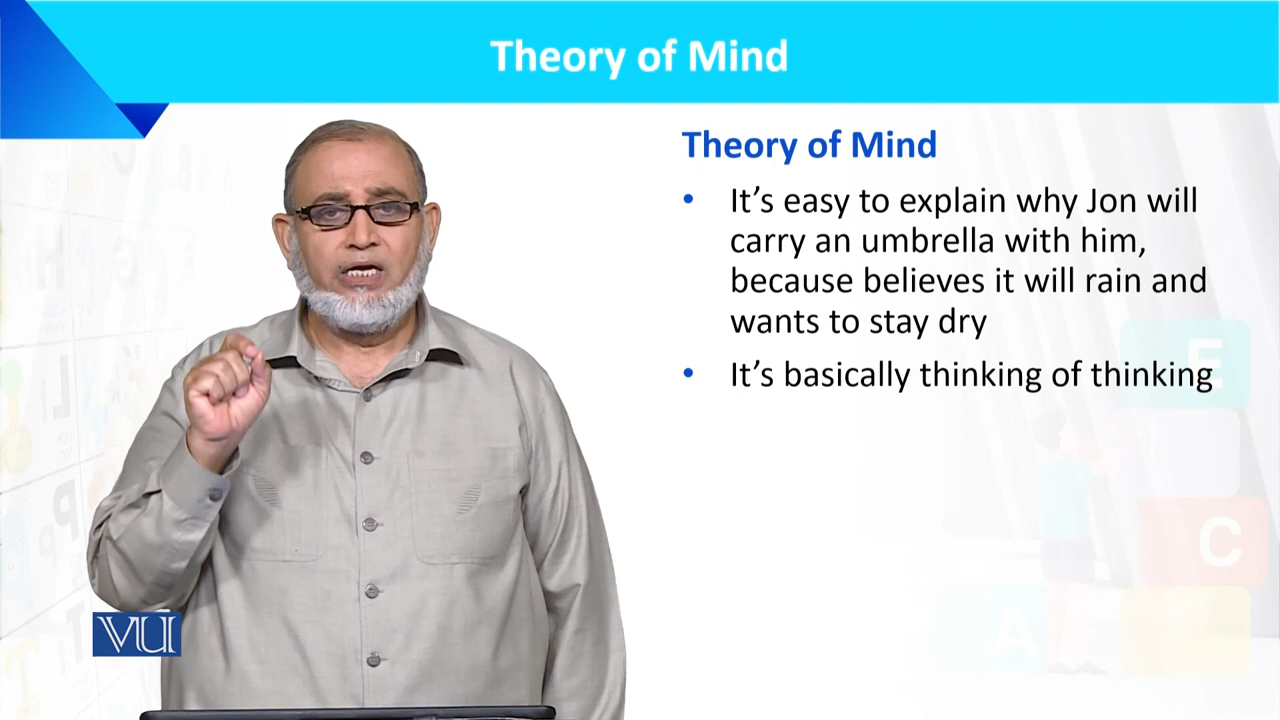 Theory of Mind
Theory of Mind
• It’s easy to explain why Jon will
carry an umbrella with him,
because believes it will rain and
wants to stay dry
• It’s basically thinking of thinking
E
C
A
VU